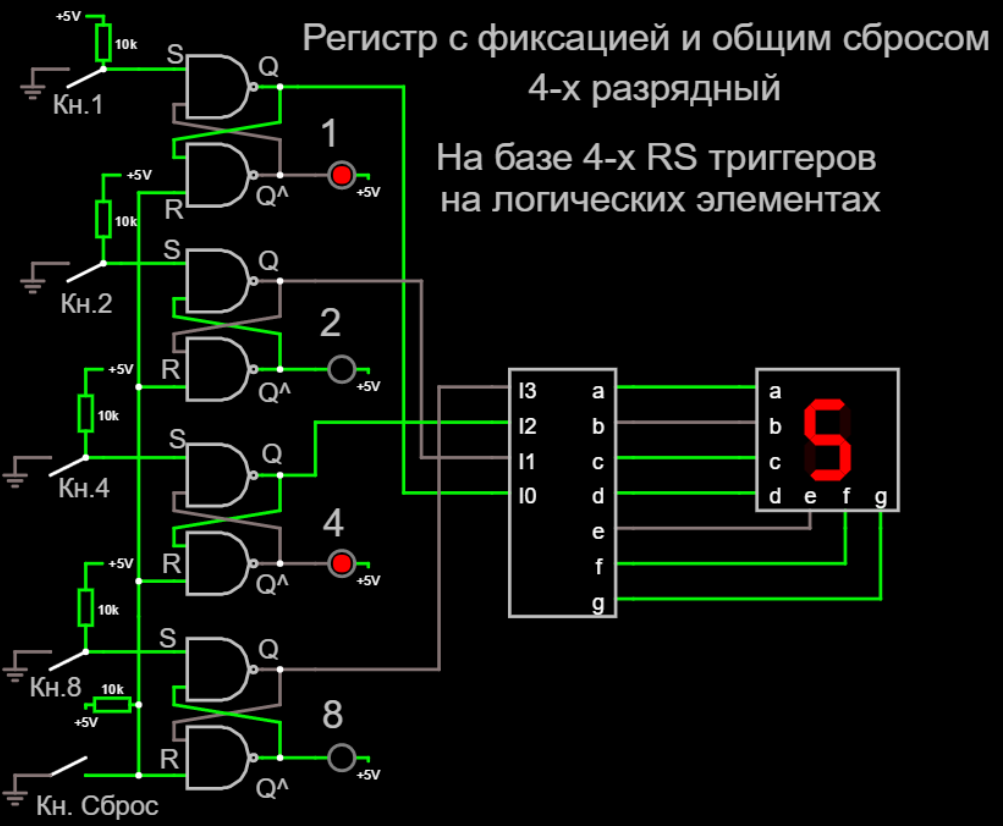 +5V
Регистр с фиксацией и общим сбросом
10k
S
Q
4-х разрядный
Кн.1
1
На базе 4-х RS триггеров
+5V
Q^
+5V
R
на логических элементах
10k
S
Q
Кн.2
2
+5V
R
Q^
+5V
10k
I3 a
a
S
Q
I2 b
b
I1 c
c
Кн.4
I0 d
d e f g
4
e
+5V
R
Q^
+5V
f
10k
g
S
Q
Кн.8
10k
+5V
8
R
Q^
+5V
Кн. Сброс
5